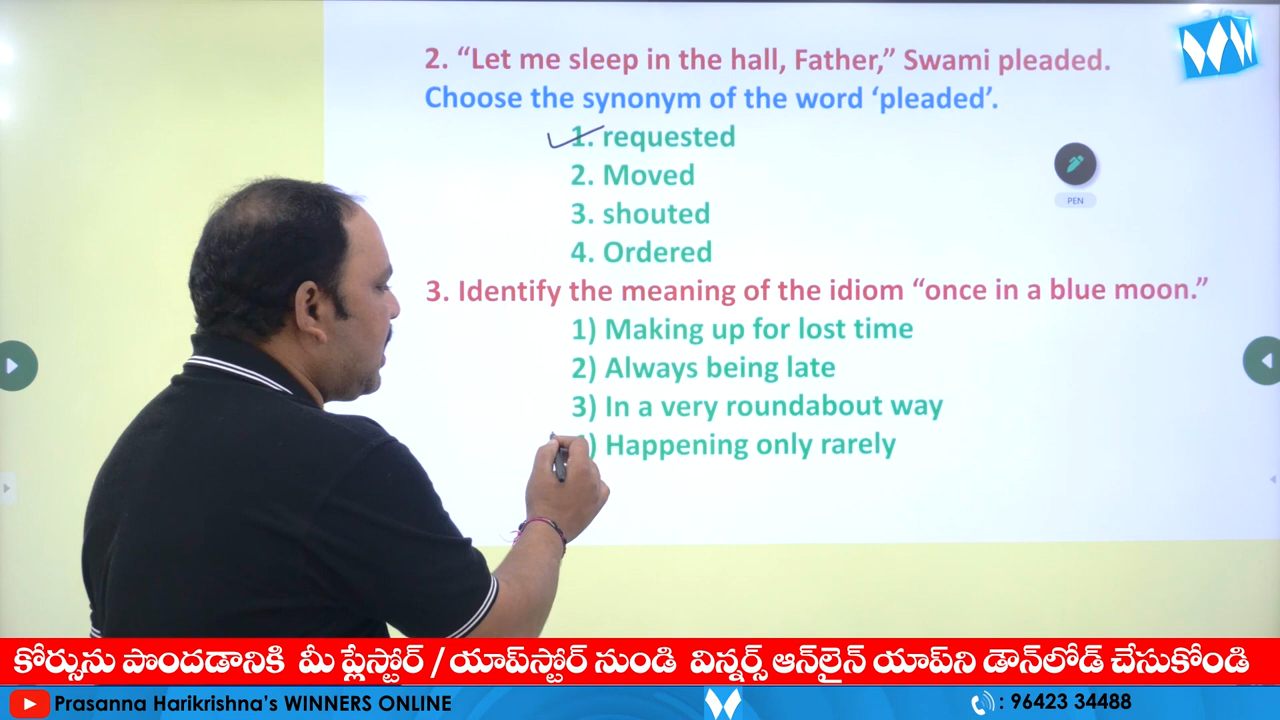 2. “Let me sleep in the hall, Father,” Swami pleaded.
Choose the synonym of the word ‘pleaded’.
1. requested
2. Moved
3. shouted
4. Ordered
PEN
3. Identify the meaning of the idiom “once in a blue moon.”
1) Making up for lost time
2) Always being late
3) In a very roundabout way
) Happening only rarely
కోర్సును పొందడానికి మీ ప్లేస్టోర్ / యాప్‌స్టోర్ నుండి విన్నర్స్ ఆన్‌లైన్ యాప్‌ని డౌన్‌లోడ్ చేసుకోండి
Prasanna Harikrishna's WINNERS ONLINE
: 96423 34488